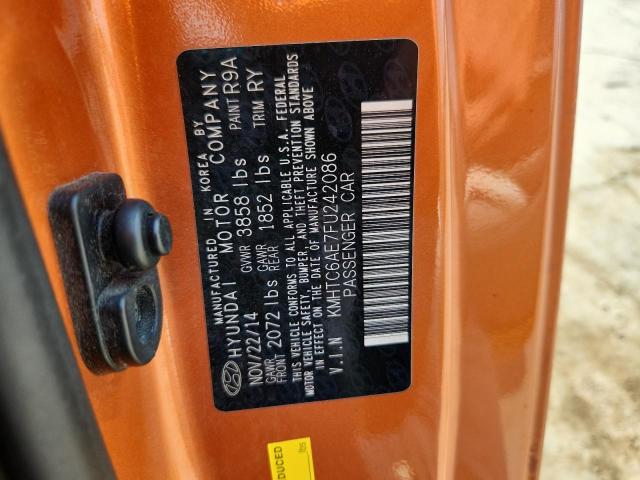 MANUFACTURED IN KOREA BY
HYUNDAI MOTOR COMPANY
NOV/22/14 GVWR 3858 lbs PAINT R9A
GAWR FRONT 2072 lbs GAWR REAR 1852 lbs TRIM RY
THIS VEHICLE CONFORMS TO ALL APPLICABLE U.S.A. FEDERAL
MOTOR VEHICLE SAFETY, BUMPER, AND THEFT PREVENTION STANDARDS
IN EFFECT ON THE DATE OF MANUFACTURE SHOWN ABOVE
V.I.N KMHTC6AE7FU242086
PASSENGER CAR
DUCED
lbs